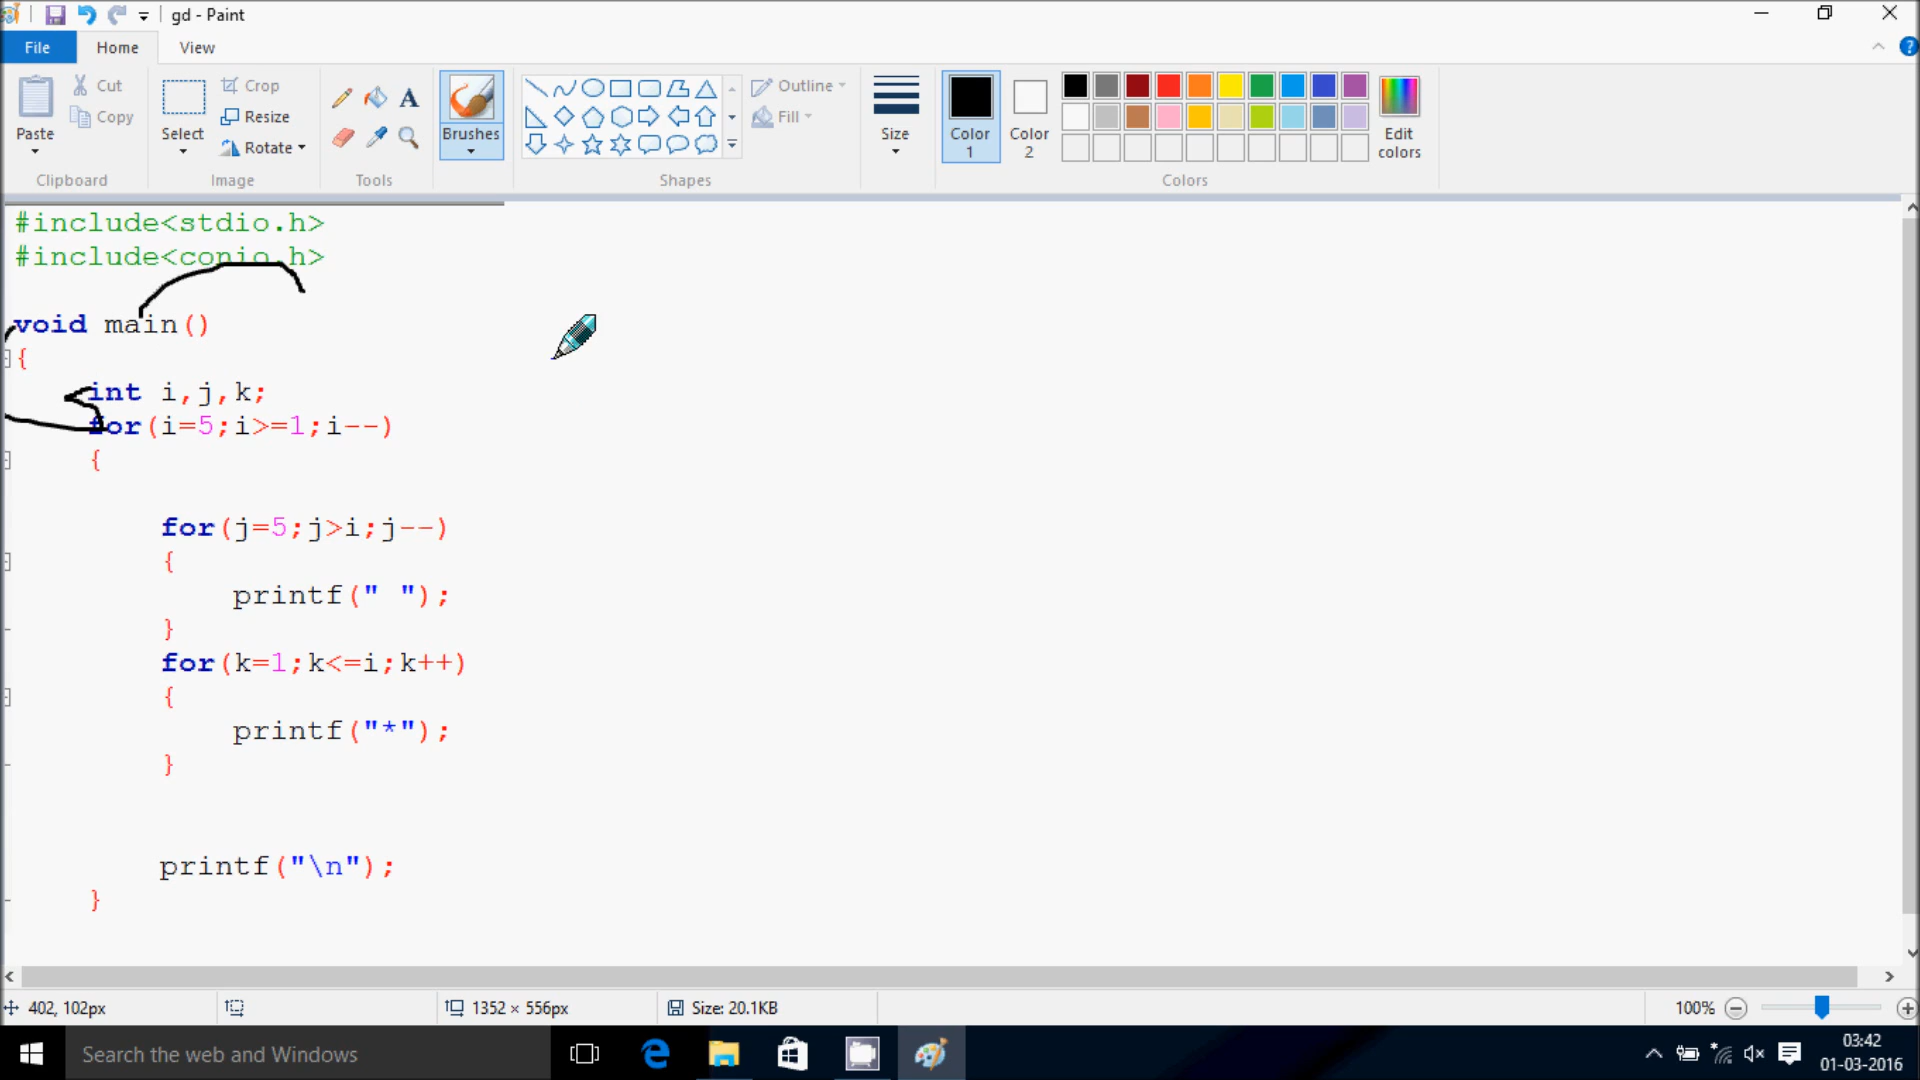 gd - Paint
File Home View
Paste
Cut
Copy
Clipboard
Select
Crop
Resize
Rotate
Image
Tools
Brushes
Outline
Fill
Shapes
Size
Color 1
Color 2
Edit colors
Colors
#include<stdio.h>
#include<conio.h>
void main()
{
int i,j,k;
for(i=5;i>=1;i--)
{
for(j=5;j>i;j--)
{
printf(" ");
}
for(k=1;k<=i;k++)
{
printf("*");
}
printf("\n");
}
402, 102px
1352 × 556px
Size: 20.1KB
100%
Search the web and Windows
03:42
01-03-2016